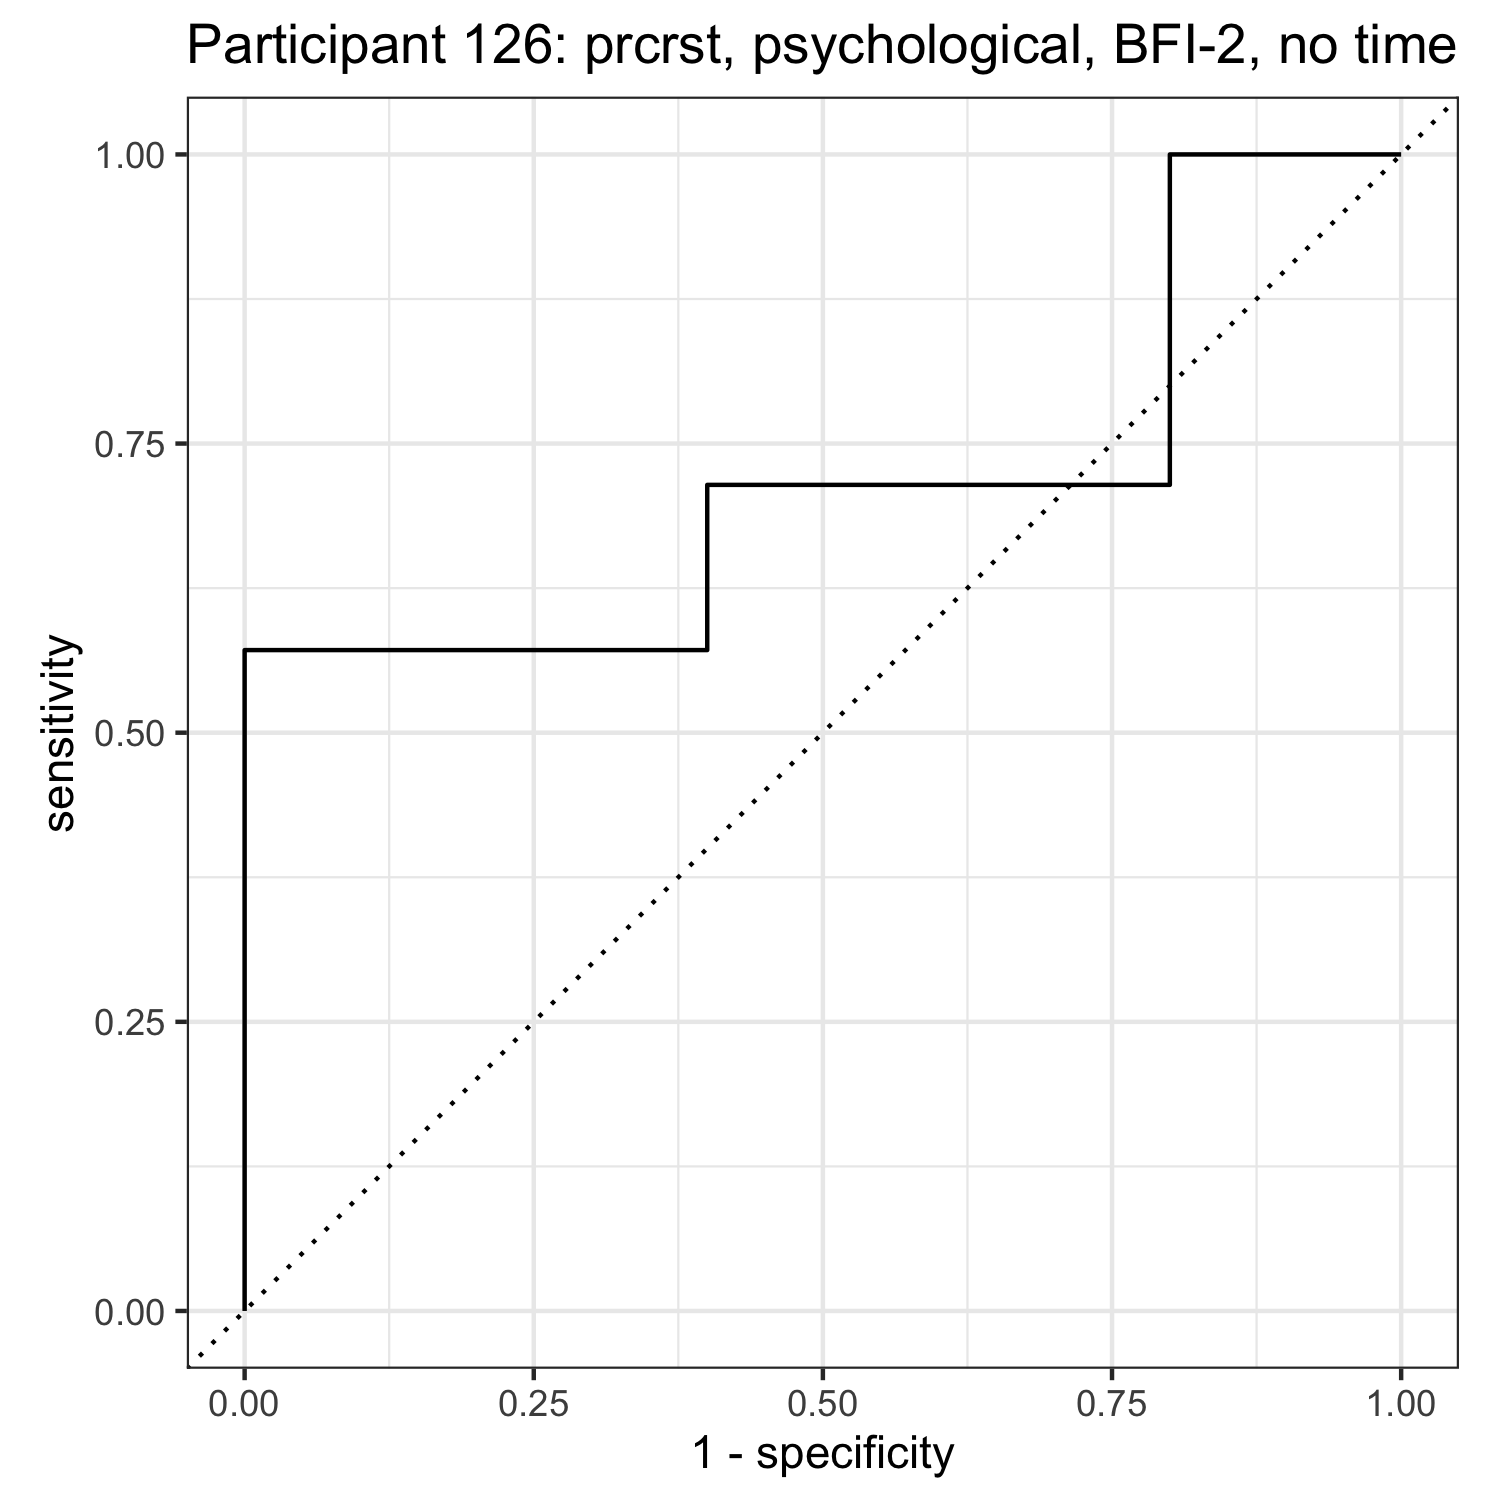 Participant 126: prcrst, psychological, BFI-2, no time
1.00
0.75
0.50
0.25
0.00
sensitivity
0.00 0.25 0.50 0.75 1.00
1 - specificity